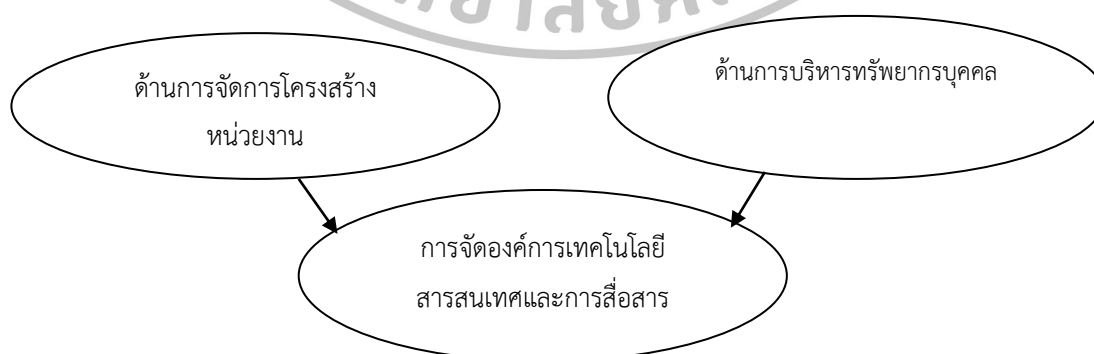 ด้านการจัดการโครงสร้าง
หน่วยงาน
ด้านการบริหารทรัพยากรบุคคล
การจัดองค์การเทคโนโลยี
สารสนเทศและการสื่อสาร